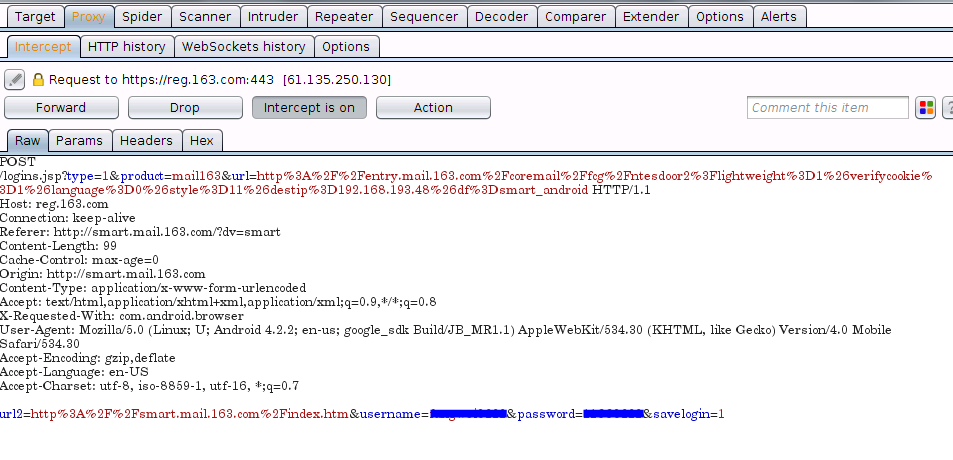 Target Proxy Spider Scanner Intruder Repeater Sequencer Decoder Comparer Extender Options Alerts
Intercept HTTP history WebSockets history Options
Request to https://reg.163.com:443 [61.135.250.130]
Forward Drop Intercept is on Action Comment this item ?
Raw Params Headers Hex
POST
/logins.jsp?type=1&product=mail163&url=http%3A%2F%2Fentry.mail.163.com%2Fcoremail%2Ffcg%2Fntesdoor2%3Flightweight%3D1%26verifycookie%
3D1%26language%3D0%26style%3D11%26destip%3D192.168.193.48%26df%3Dsmart_android HTTP/1.1
Host: reg.163.com
Connection: keep-alive
Referer: http://smart.mail.163.com/?dv=smart
Content-Length: 99
Cache-Control: max-age=0
Origin: http://smart.mail.163.com
Content-Type: application/x-www-form-urlencoded
Accept: text/html,application/xhtml+xml,application/xml;q=0.9,*/*;q=0.8
X-Requested-With: com.android.browser
User-Agent: Mozilla/5.0 (Linux; U; Android 4.2.2; en-us; google_sdk Build/JB_MR1.1) AppleWebKit/534.30 (KHTML, like Gecko) Version/4.0 Mobile
Safari/534.30
Accept-Encoding: gzip,deflate
Accept-Language: en-US
Accept-Charset: utf-8, iso-8859-1, utf-16, *;q=0.7
url2=http%3A%2F%2Fsmart.mail.163.com%2Findex.htm&username=&password=&savelogin=1